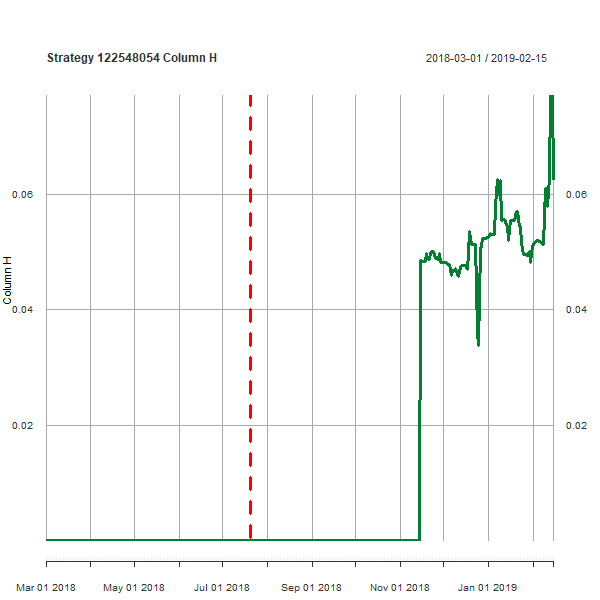 Strategy 122548054 Column H
2018-03-01 / 2019-02-15
0.06
0.06
Column H
0.04
0.04
0.02
0.02
Mar 01 2018
May 01 2018
Jul 01 2018
Sep 01 2018
Nov 01 2018
Jan 01 2019